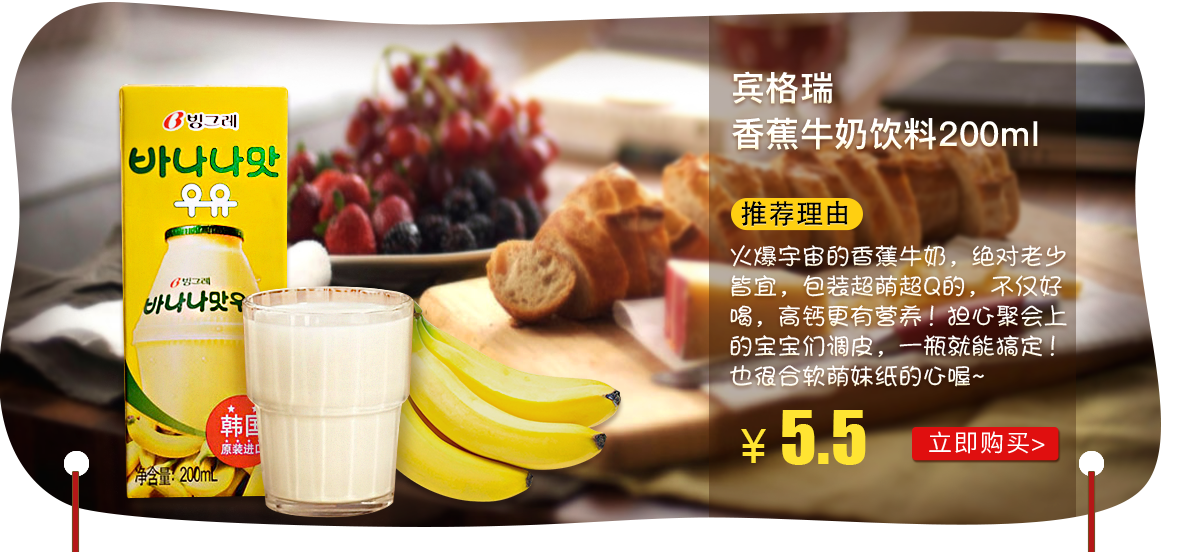 빙그레
바나나맛
우유
빙그레
바나나맛우
韩国
原装进口
净含量: 200mL
宾格瑞
香蕉牛奶饮料200ml
推荐理由
火爆宇宙的香蕉牛奶，绝对老少
皆宜，包装超萌超Q的，不仅好
喝，高钙更有营养！担心聚会上
的宝宝们调皮，一瓶就能搞定！
也很合软萌妹纸的心喔~
¥ 5.5
立即购买>